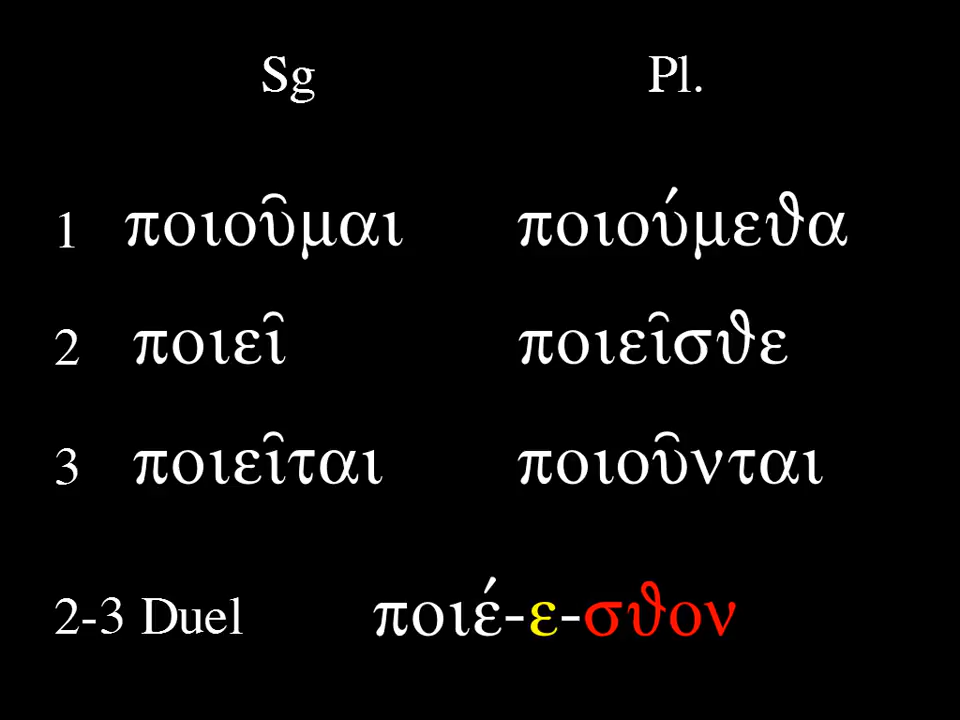 Sg Pl.
1 ποιοῦμαι ποιούμεθα
2 ποιεῖ ποιεῖσθε
3 ποιεῖται ποιοῦνται
2-3 Duel ποιέ-ε-σθον